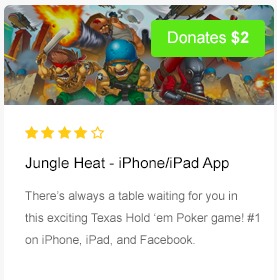 Donates $2
Jungle Heat - iPhone/iPad App
There's always a table waiting for you in
this exciting Texas Hold 'em Poker game! #1
on iPhone, iPad, and Facebook.